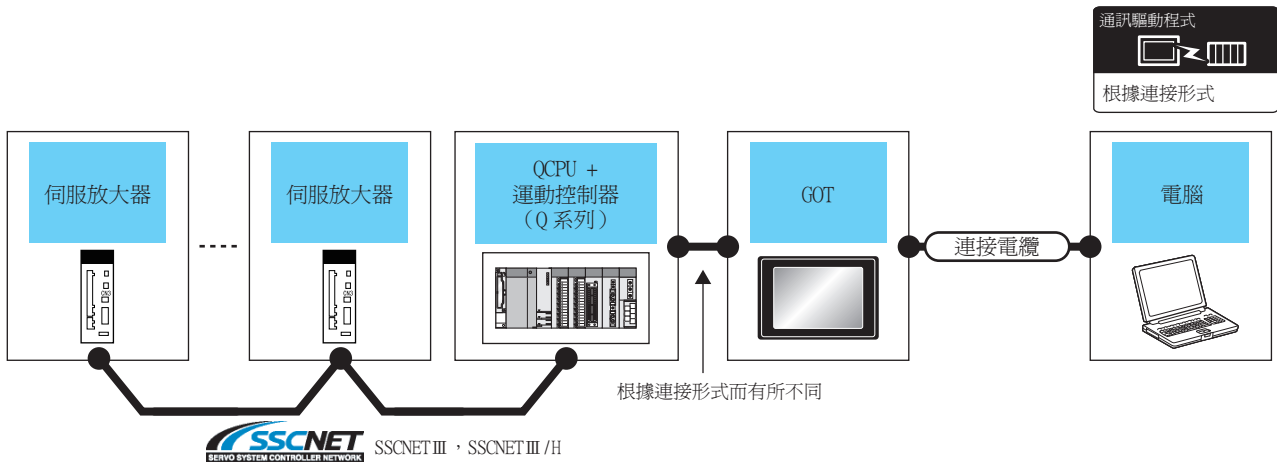 通訊驅動程式
根據連接形式
伺服放大器
伺服放大器
QCPU +
運動控制器
(Q 系列)
GOT
電腦
CN3
CN3
連接電纜
根據連接形式而有所不同
SSCNET
SERVO SYSTEM CONTROLLER NETWORK
SSCNETⅢ，SSCNETⅢ/H